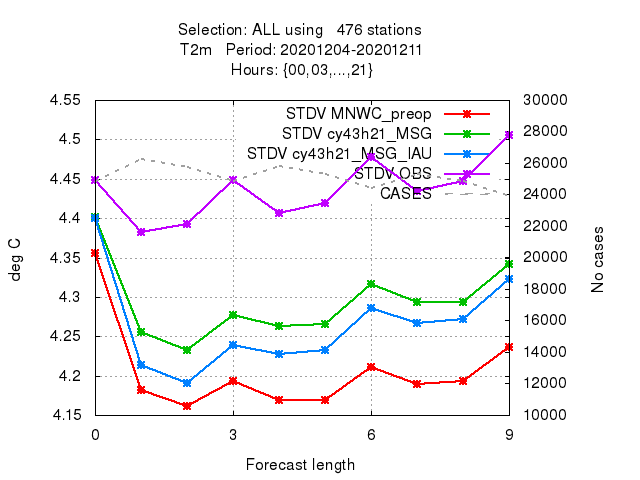 Selection: ALL using   476 stations
T2m   Period: 20201204-20201211
Hours: {00,03,...,21}
STDV MNWC_preop
STDV cy43h21_MSG
STDV cy43h21_MSG_IAU
STDV OBS
CASES
4.55
4.5
4.45
4.4
4.35
4.3
4.25
4.2
4.15
deg C
30000
28000
26000
24000
22000
20000
18000
16000
14000
12000
10000
No cases
0 3 6 9
Forecast length